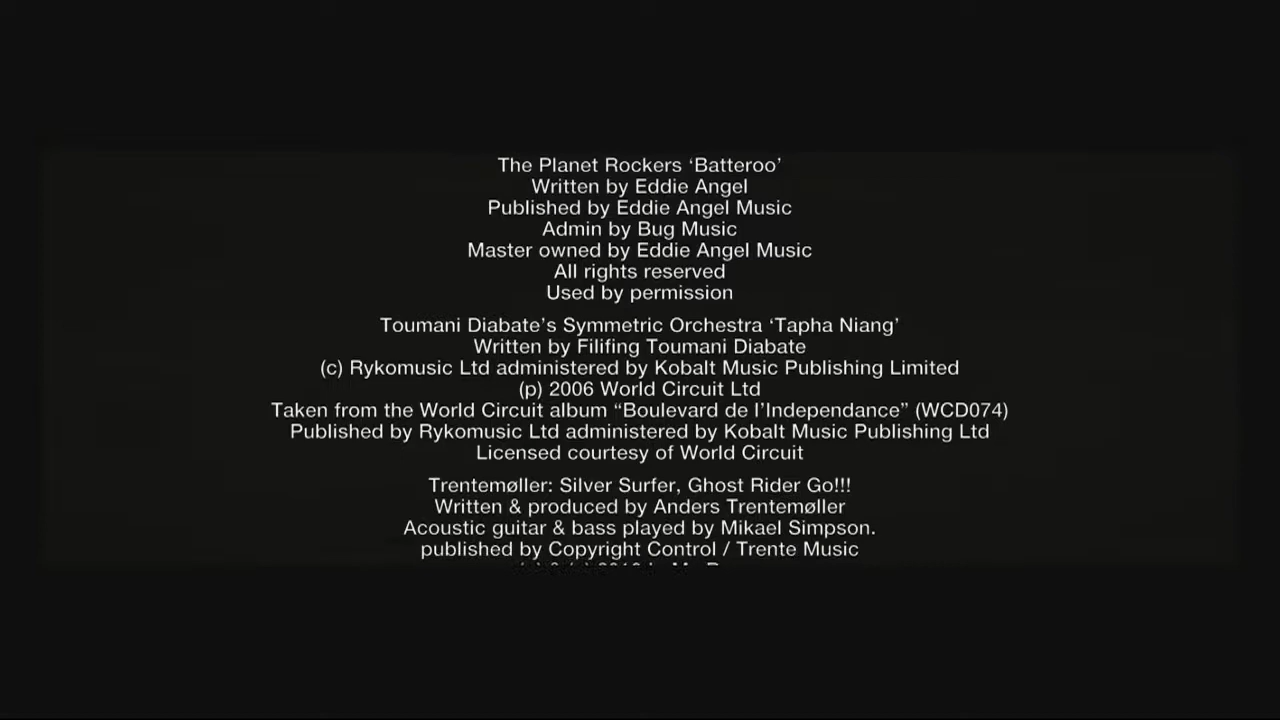 The Planet Rockers ‘Batteroo’
Written by Eddie Angel
Published by Eddie Angel Music
Admin by Bug Music
Master owned by Eddie Angel Music
All rights reserved
Used by permission
Toumani Diabate’s Symmetric Orchestra ‘Tapha Niang’
Written by Filifing Toumani Diabate
(c) Rykomusic Ltd administered by Kobalt Music Publishing Limited
(p) 2006 World Circuit Ltd
Taken from the World Circuit album “Boulevard de l’Independance” (WCD074)
Published by Rykomusic Ltd administered by Kobalt Music Publishing Ltd
Licensed courtesy of World Circuit
Trentemøller: Silver Surfer, Ghost Rider Go!!!
Written & produced by Anders Trentemøller
Acoustic guitar & bass played by Mikael Simpson.
published by Copyright Control / Trente Music